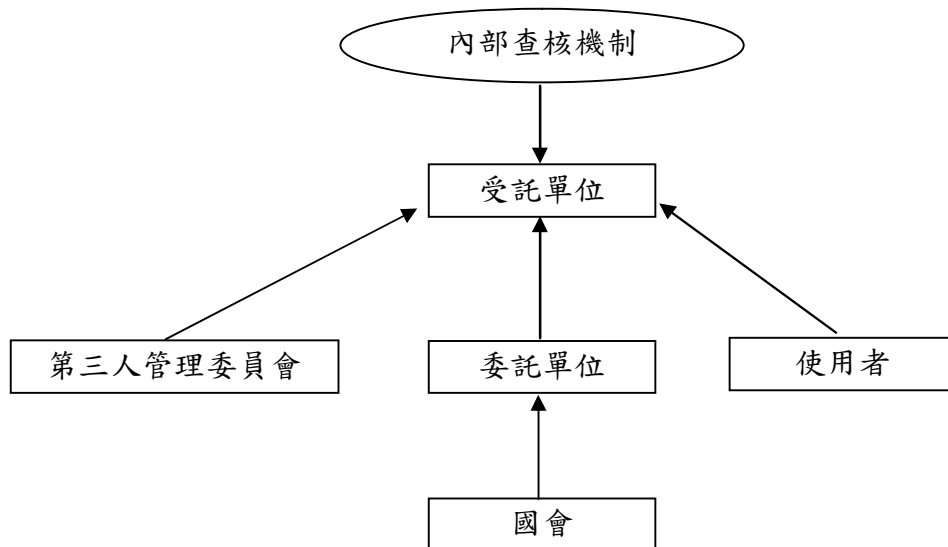 內部查核機制
受託單位
第三人管理委員會
委託單位
使用者
國會